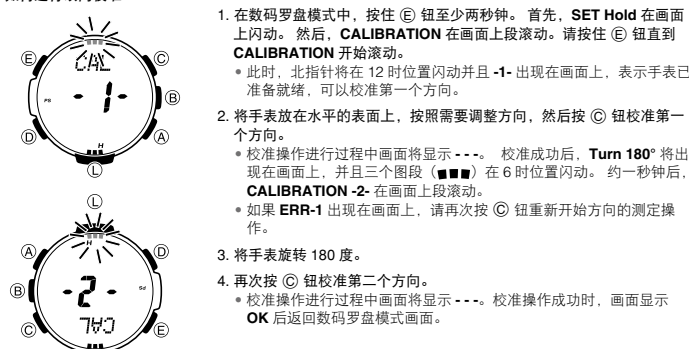 1. 在数码罗盘模式中，按住 Ⓔ 钮至少两秒钟。 首先，SET Hold 在画面
上闪动。 然后，CALIBRATION 在画面上段滚动。请按住 Ⓔ 钮直到
CALIBRATION 开始滚动。
• 此时，北指针将在 12 时位置闪动并且 -1- 出现在画面上，表示手表已
准备就绪，可以校准第一个方向。
2. 将手表放在水平的表面上，按照需要调整方向，然后按 Ⓒ 钮校准第一
个方向。
• 校准操作进行过程中画面将显示 - - -。 校准成功后，Turn 180° 将出
现在画面上，并且三个图段（■■■）在 6 时位置闪动。 约一秒钟后，
CALIBRATION -2- 在画面上段滚动。
• 如果 ERR-1 出现在画面上，请再次按 Ⓒ 钮重新开始方向的测定操
作。
3. 将手表旋转 180 度。
4. 再次按 Ⓒ 钮校准第二个方向。
• 校准操作进行过程中画面将显示 - - -。校准操作成功时，画面显示
OK 后返回数码罗盘模式画面。
Ⓔ
CAL
Ⓒ
PS
-1-
Ⓑ
Ⓓ
H
Ⓐ
Ⓛ
Ⓛ
Ⓐ
H
Ⓓ
Ⓑ
-2-
PS
Ⓒ
CAL
Ⓔ